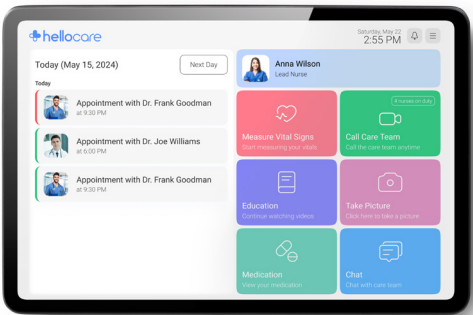 hellocare
Saturday, May 22
2:55 PM
Today (May 15, 2024)
Next Day
Today
Appointment with Dr. Frank Goodman
at 9:30 PM
Appointment with Dr. Joe Williams
at 6:00 PM
Appointment with Dr. Frank Goodman
at 9:30 PM
Anna Wilson
Lead Nurse
Measure Vital Signs
Start measuring your vitals
4 nurses on duty
Call Care Team
Call the care team anytime
Education
Continue watching videos
Take Picture
Click here to take a picture
Medication
View your medication
Chat
Chat with care team